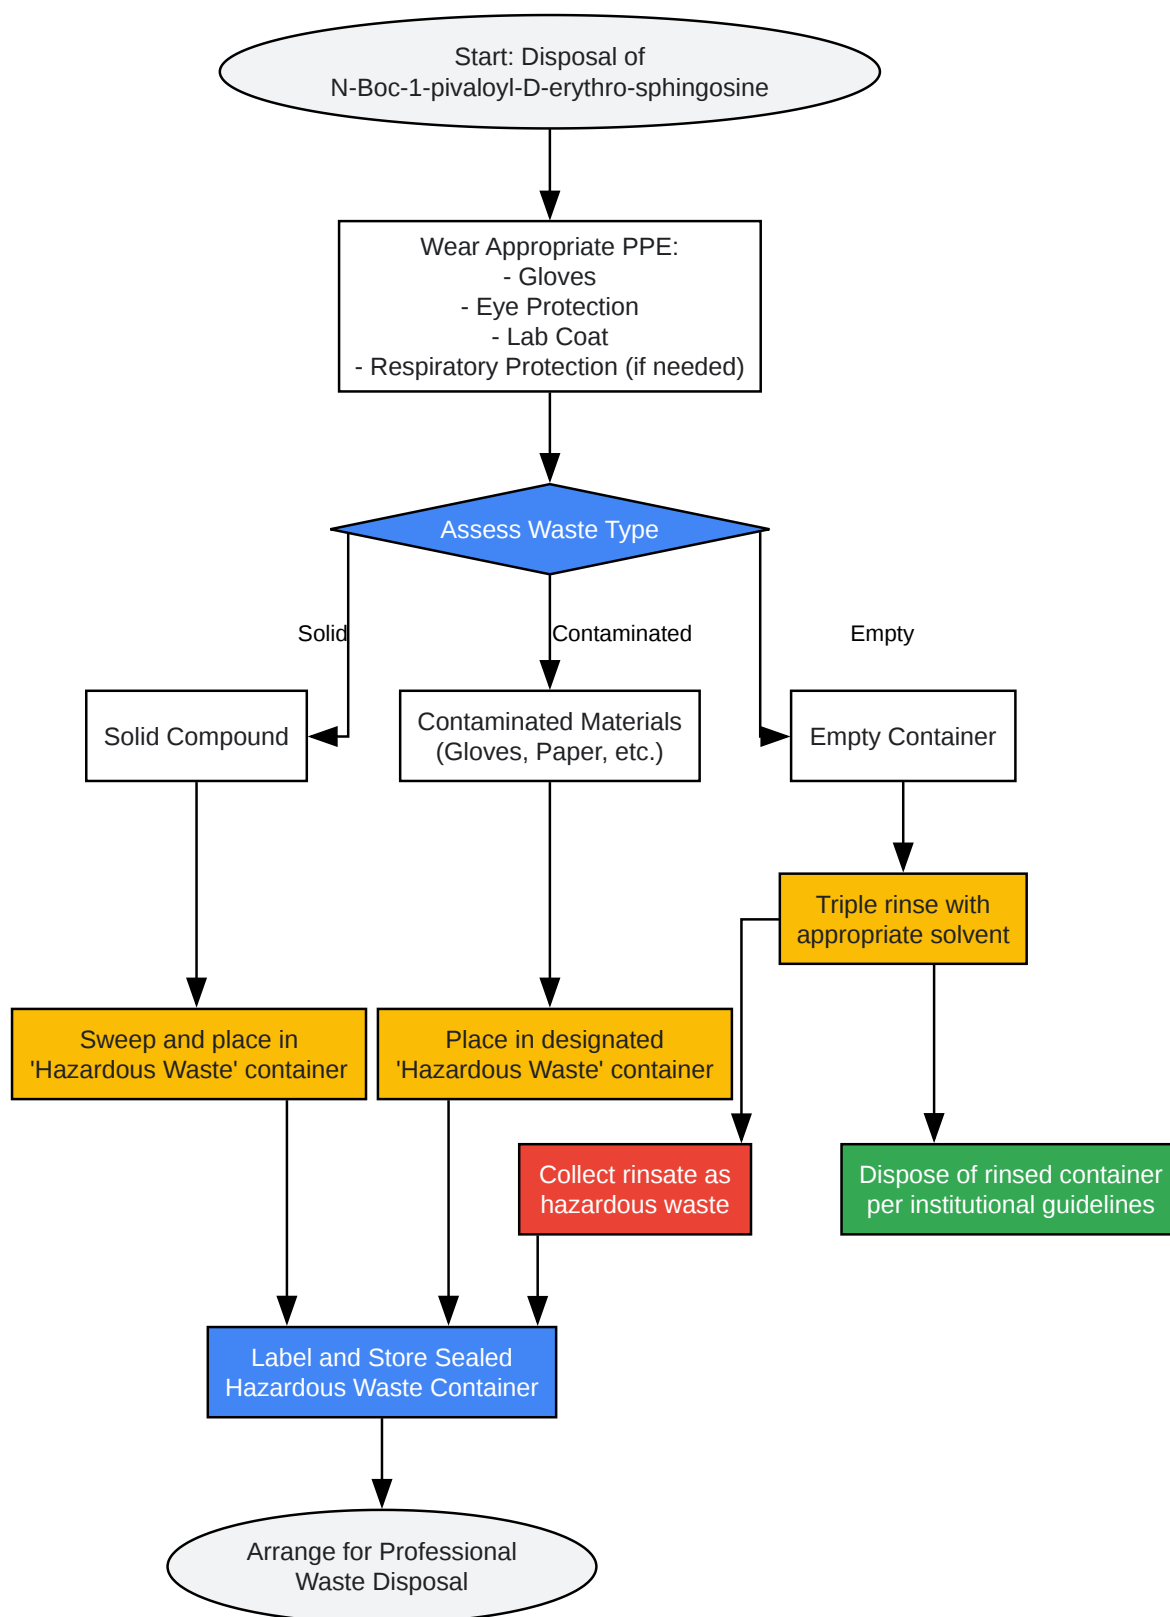 Start: Disposal of
N-Boc-1-pivaloyl-D-erythro-sphingosine
Wear Appropriate PPE:
- Gloves
- Eye Protection
- Lab Coat
- Respiratory Protection (if needed)
Assess Waste Type
Solid
Contaminated
Empty
Solid Compound
Contaminated Materials
(Gloves, Paper, etc.)
Empty Container
Triple rinse with
appropriate solvent
Sweep and place in
'Hazardous Waste' container
Place in designated
'Hazardous Waste' container
Collect rinsate as
hazardous waste
Dispose of rinsed container
per institutional guidelines
Label and Store Sealed
Hazardous Waste Container
Arrange for Professional
Waste Disposal